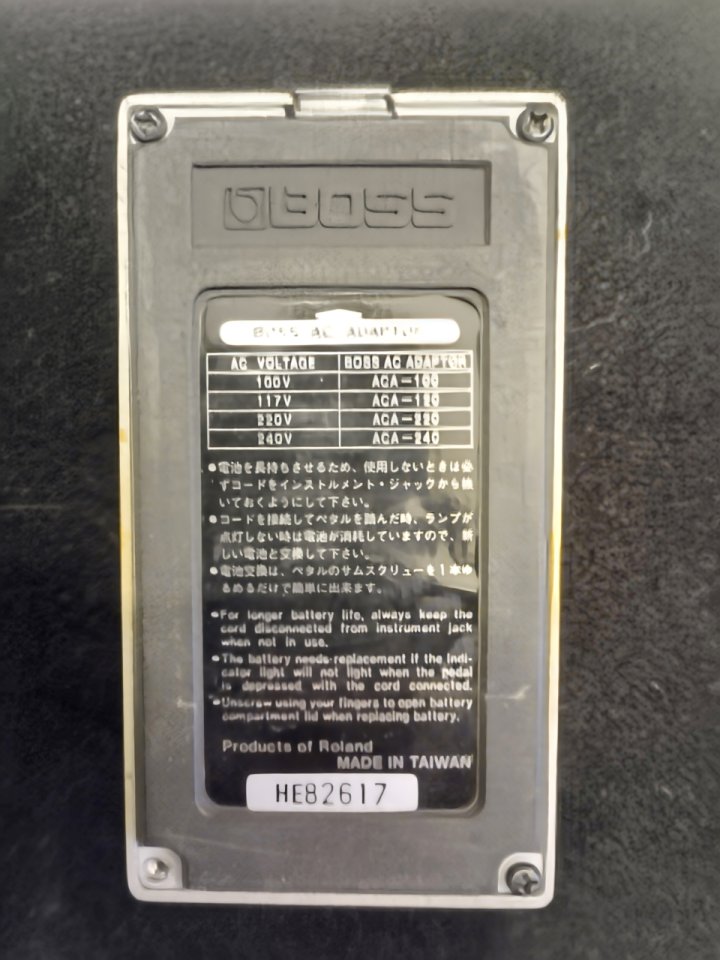 BOSS
BOSS AC ADAPTOR
AC VOLTAGE BOSS AC ADAPTOR
100V ACA-100
117V ACA-120
220V ACA-220
240V ACA-240
●電池を長持ちさせるため、使用しないときは必
ずコードをインストルメント・ジャックから抜
いておくようにして下さい。
●コードを接続してペダルを踏んだ時、ランプが
点灯しない時は電池が消耗していますので、新
しい電池と交換して下さい。
●電池交換は、ペダルのサムスクリューを1本ゆ
るめるだけで簡単に出来ます。
●For longer battery life, always keep the
cord disconnected from instrument jack
when not in use.
●The battery needs replacement if the indi-
cator light will not light when the pedal
is depressed with the cord connected.
●Unscrew using your fingers to open battery
compartment lid when replacing battery.
Products of Roland
MADE IN TAIWAN
HE82617